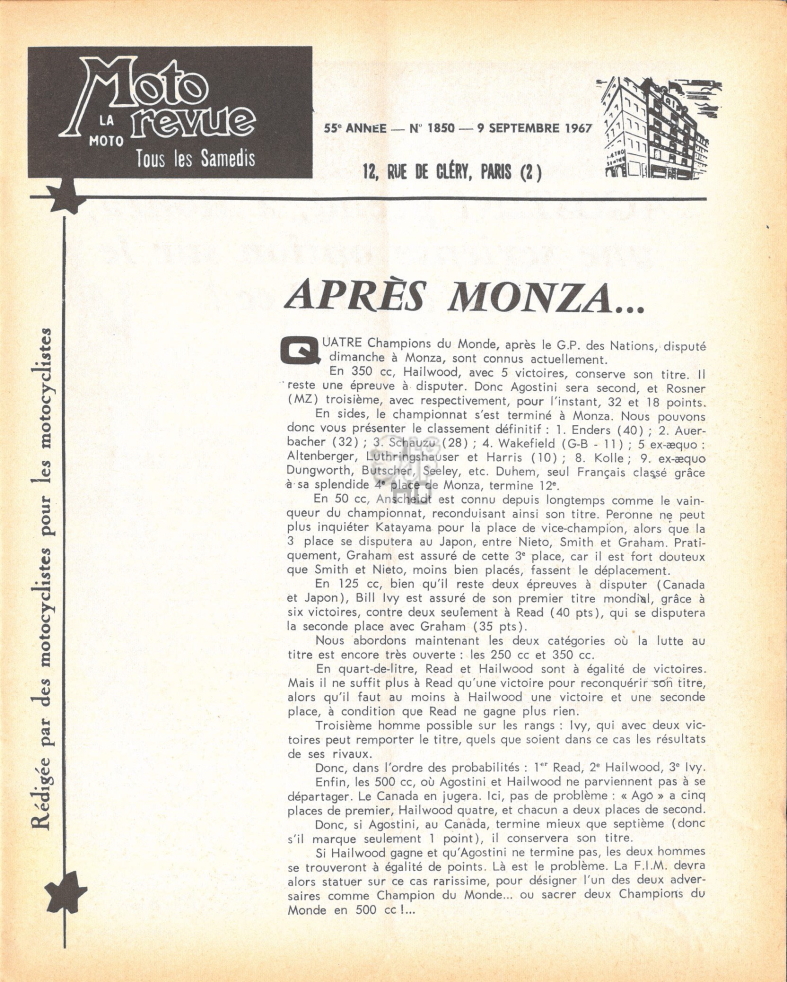 Moto
revue
LA
MOTO
Tous les Samedis
55e ANNÉE — N° 1850 — 9 SEPTEMBRE 1967
12, RUE DE CLÉRY, PARIS (2)
Rédigée par des motocyclistes pour les motocyclistes
APRÈS MONZA...
QUATRE Champions du Monde, après le G.P. des Nations, disputé
dimanche à Monza, sont connus actuellement.
En 350 cc, Hailwood, avec 5 victoires, conserve son titre. Il
reste une épreuve à disputer. Donc Agostini sera second, et Rosner
(MZ) troisième, avec respectivement, pour l'instant, 32 et 18 points.
En sides, le championnat s'est terminé à Monza. Nous pouvons
donc vous présenter le classement définitif : 1. Enders (40) ; 2. Auer-
bacher (32) ; 3. Schauzu (28) ; 4. Wakefield (G-B - 11) ; 5 ex-æquo :
Altenberger, Luthringshauser et Harris (10) ; 8. Kolle ; 9. ex-æquo
Dungworth, Butscher, Seeley, etc. Duhem, seul Français classé grâce
à sa splendide 4e place de Monza, termine 12e.
En 50 cc, Anscheidt est connu depuis longtemps comme le vain-
queur du championnat, reconduisant ainsi son titre. Peronne ne peut
plus inquiéter Katayama pour la place de vice-champion, alors que la
3 place se disputera au Japon, entre Nieto, Smith et Graham. Prati-
quement, Graham est assuré de cette 3e place, car il est fort douteux
que Smith et Nieto, moins bien placés, fassent le déplacement.
En 125 cc, bien qu'il reste deux épreuves à disputer (Canada
et Japon), Bill Ivy est assuré de son premier titre mondial, grâce à
six victoires, contre deux seulement à Read (40 pts), qui se disputera
la seconde place avec Graham (35 pts).
Nous abordons maintenant les deux catégories où la lutte au
titre est encore très ouverte : les 250 cc et 350 cc.
En quart-de-litre, Read et Hailwood sont à égalité de victoires.
Mais il ne suffit plus à Read qu'une victoire pour reconquérir son titre,
alors qu'il faut au moins à Hailwood une victoire et une seconde
place, à condition que Read ne gagne plus rien.
Troisième homme possible sur les rangs : Ivy, qui avec deux vic-
toires peut remporter le titre, quels que soient dans ce cas les résultats
de ses rivaux.
Donc, dans l'ordre des probabilités : 1er Read, 2e Hailwood, 3e Ivy.
Enfin, les 500 cc, où Agostini et Hailwood ne parviennent pas à se
départager. Le Canada en jugera. Ici, pas de problème : « Ago » a cinq
places de premier, Hailwood quatre, et chacun a deux places de second.
Donc, si Agostini, au Canada, termine mieux que septième (donc
s'il marque seulement 1 point), il conservera son titre.
Si Hailwood gagne et qu'Agostini ne termine pas, les deux hommes
se trouveront à égalité de points. Là est le problème. La F.I.M. devra
alors statuer sur ce cas rarissime, pour désigner l'un des deux adver-
saires comme Champion du Monde... ou sacrer deux Champions du
Monde en 500 cc !...